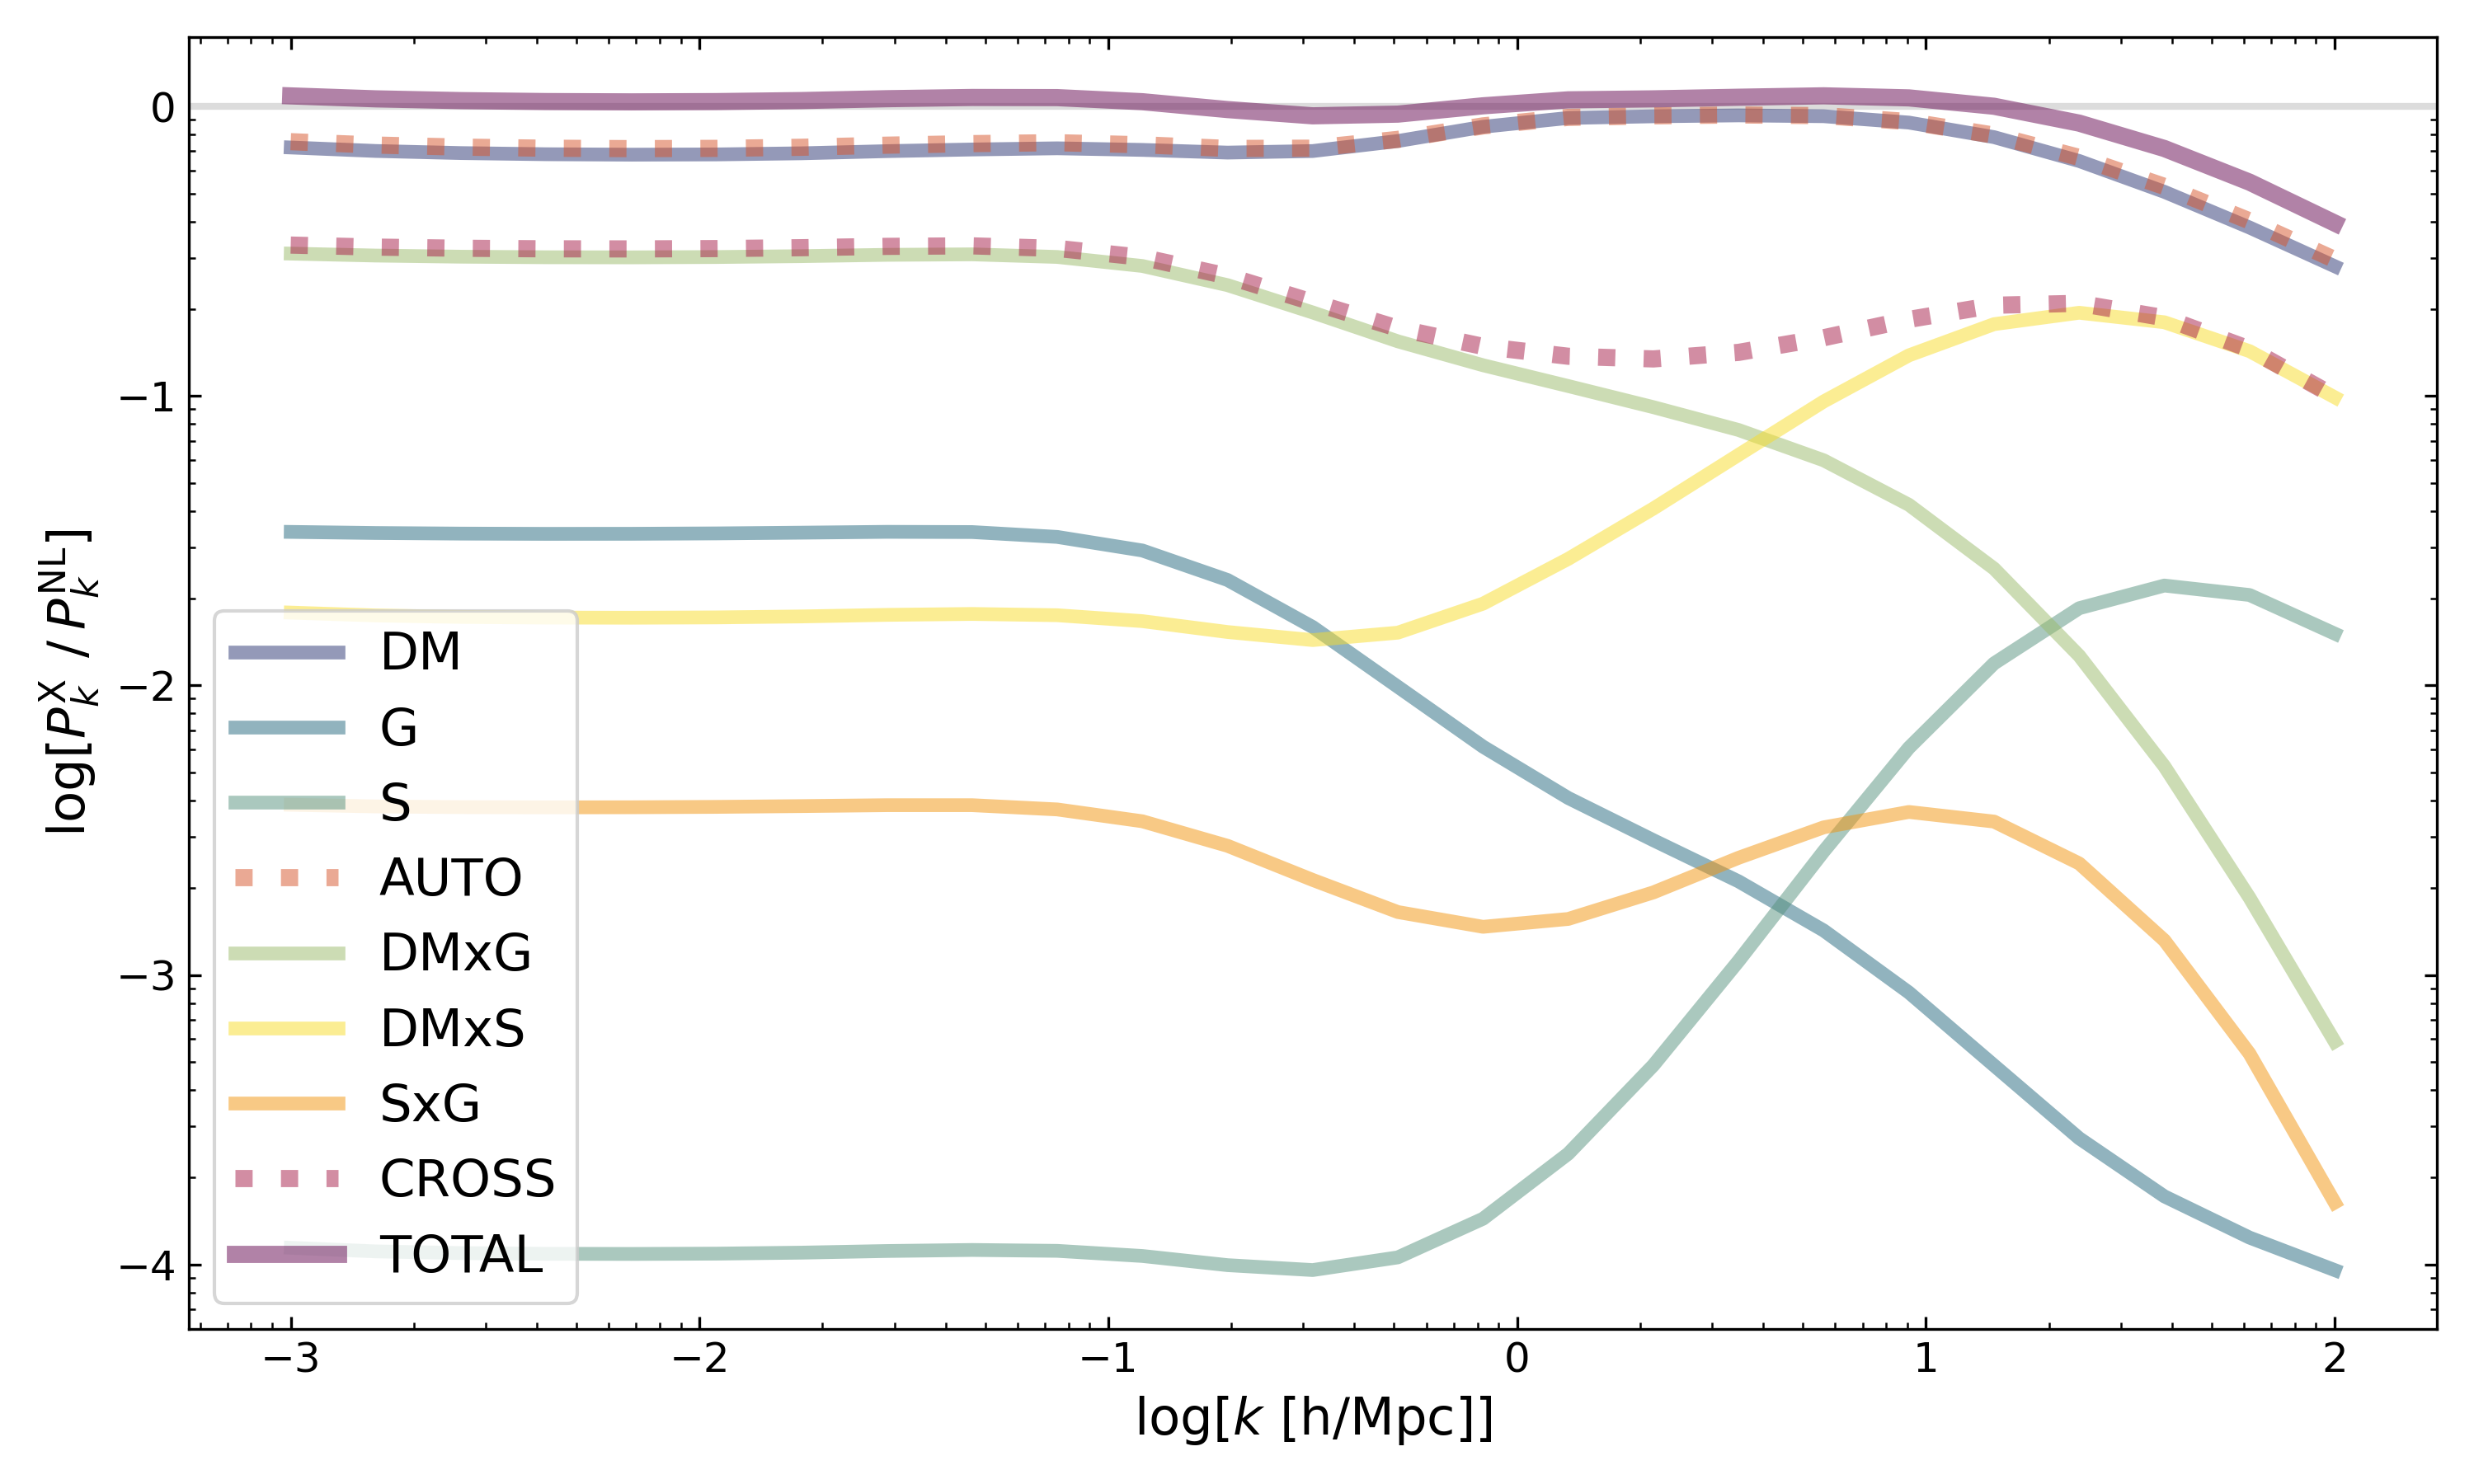 0
−1
−2
−3
−4
log[P_k^X / P_k^NL]
DM
G
S
AUTO
DMxG
DMxS
SxG
CROSS
TOTAL
−3 −2 −1 0 1 2
log[k [h/Mpc]]